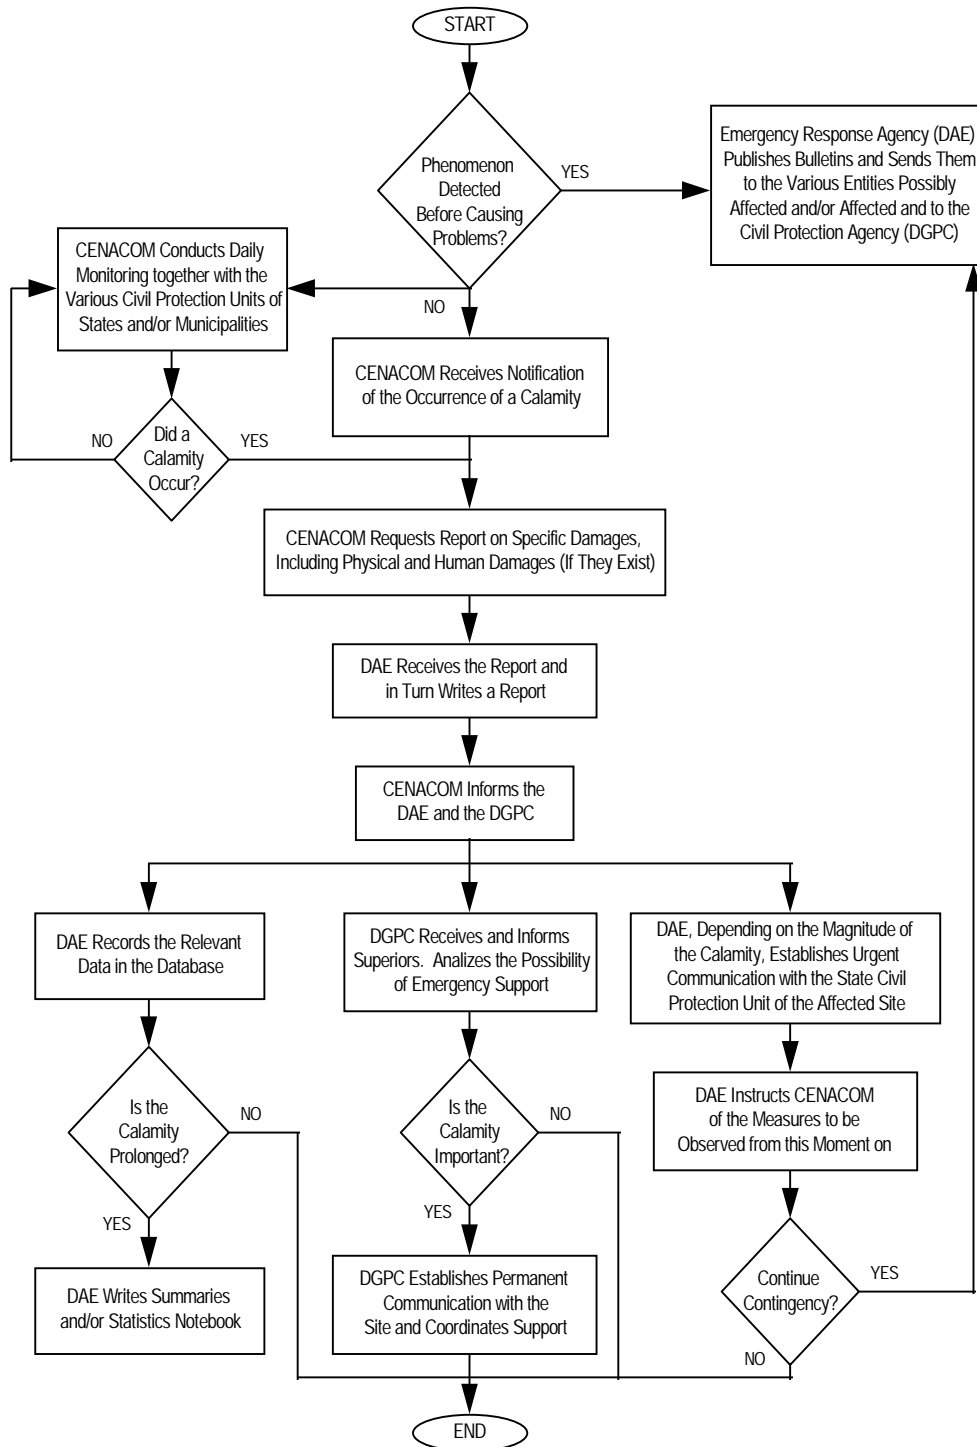 START
Phenomenon
Detected
Before Causing
Problems?
YES
Emergency Response Agency (DAE)
Publishes Bulletins and Sends Them
to the Various Entities Possibly
Affected and/or Affected and to the
Civil Protection Agency (DGPC)
CENACOM Conducts Daily
Monitoring together with the
Various Civil Protection Units of
States and/or Municipalities
NO
CENACOM Receives Notification
of the Occurrence of a Calamity
NO
Did a
Calamity
Occur?
YES
CENACOM Requests Report on Specific Damages,
Including Physical and Human Damages (If They Exist)
DAE Receives the Report and
in Turn Writes a Report
CENACOM Informs the
DAE and the DGPC
DAE Records the Relevant
Data in the Database
DGPC Receives and Informs
Superiors. Analizes the Possibility
of Emergency Support
DAE, Depending on the Magnitude of
the Calamity, Establishes Urgent
Communication with the State Civil
Protection Unit of the Affected Site
Is the
Calamity
Prolonged?
NO
YES
Is the
Calamity
Important?
NO
YES
DAE Instructs CENACOM
of the Measures to be
Observed from this Moment on
DAE Writes Summaries
and/or Statistics Notebook
DGPC Establishes Permanent
Communication with the
Site and Coordinates Support
Continue
Contingency?
YES
NO
END